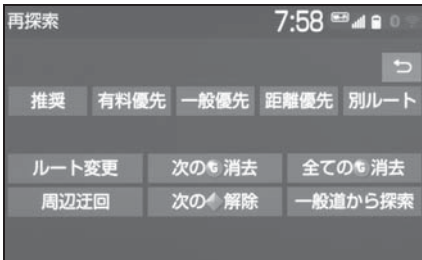 再探索 7:58 0
推奨 有料優先 一般優先 距離優先 別ルート
ルート変更 次の消去 全ての消去
周辺迂回 次の解除 一般道から探索